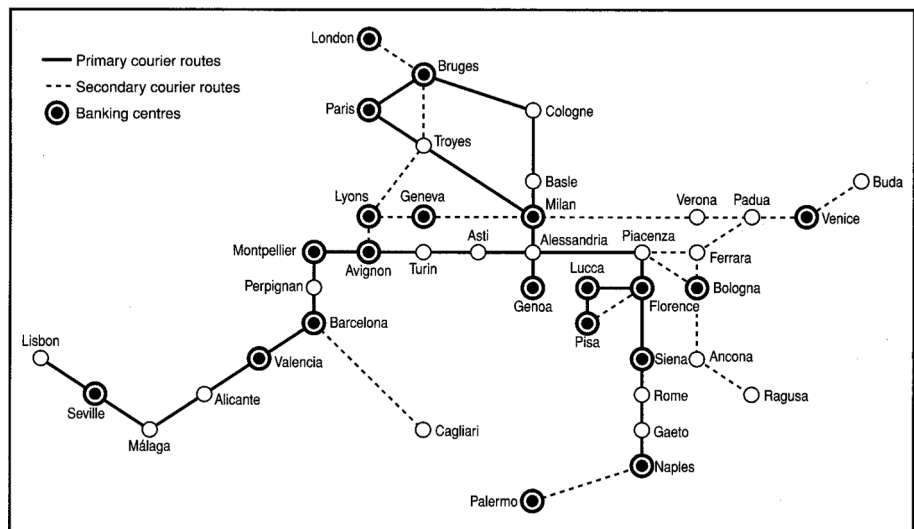 London
Primary courier routes
Bruges
Secondary courier routes
Paris
Banking centres
Cologne
Troyes
Basle
Buda
Lyons
Geneva
Milan
Verona
Padua
Venice
Asti
Alessandria
Piacenza
Montpellier
Avignon
Turin
Ferrara
Lucca
Perpignan
Genoa
Florence
Bologna
Barcelona
Pisa
Lisbon
Valencia
Siena
Ancona
Seville
Alicante
Rome
Ragusa
Málaga
Cagliari
Gaeto
Naples
Palermo